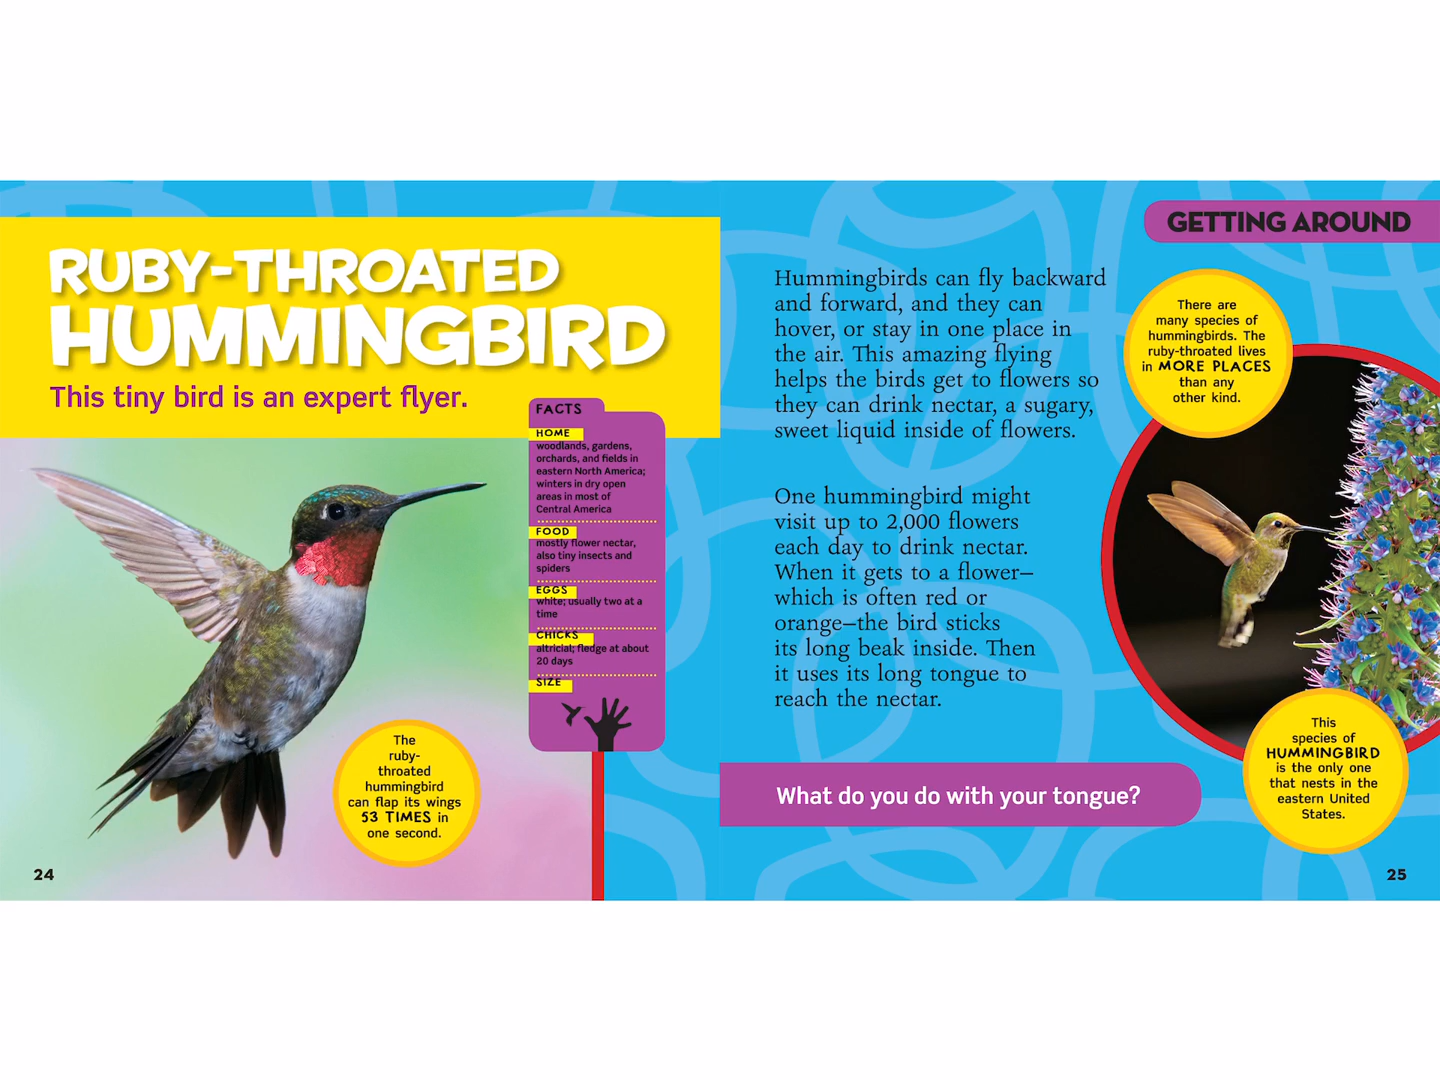 RUBY-THROATED
HUMMINGBIRD
This tiny bird is an expert flyer.
FACTS
HOME
woodlands, gardens,
orchards, and fields in
eastern North America;
winters in dry open
areas in most of
Central America
FOOD
mostly flower nectar,
also tiny insects and
spiders
EGGS
white; usually two at a
time
CHICKS
altricial; fledge at about
20 days
SIZE
The
ruby-
throated
hummingbird
can flap its wings
53 TIMES in
one second.
24
GETTING AROUND
Hummingbirds can fly backward
and forward, and they can
hover, or stay in one place in
the air. This amazing flying
helps the birds get to flowers so
they can drink nectar, a sugary,
sweet liquid inside of flowers.
There are
many species of
hummingbirds. The
ruby-throated lives
in MORE PLACES
than any
other kind.
One hummingbird might
visit up to 2,000 flowers
each day to drink nectar.
When it gets to a flower—
which is often red or
orange—the bird sticks
its long beak inside. Then
it uses its long tongue to
reach the nectar.
This
species of
HUMMINGBIRD
is the only one
that nests in the
eastern United
States.
What do you do with your tongue?
25